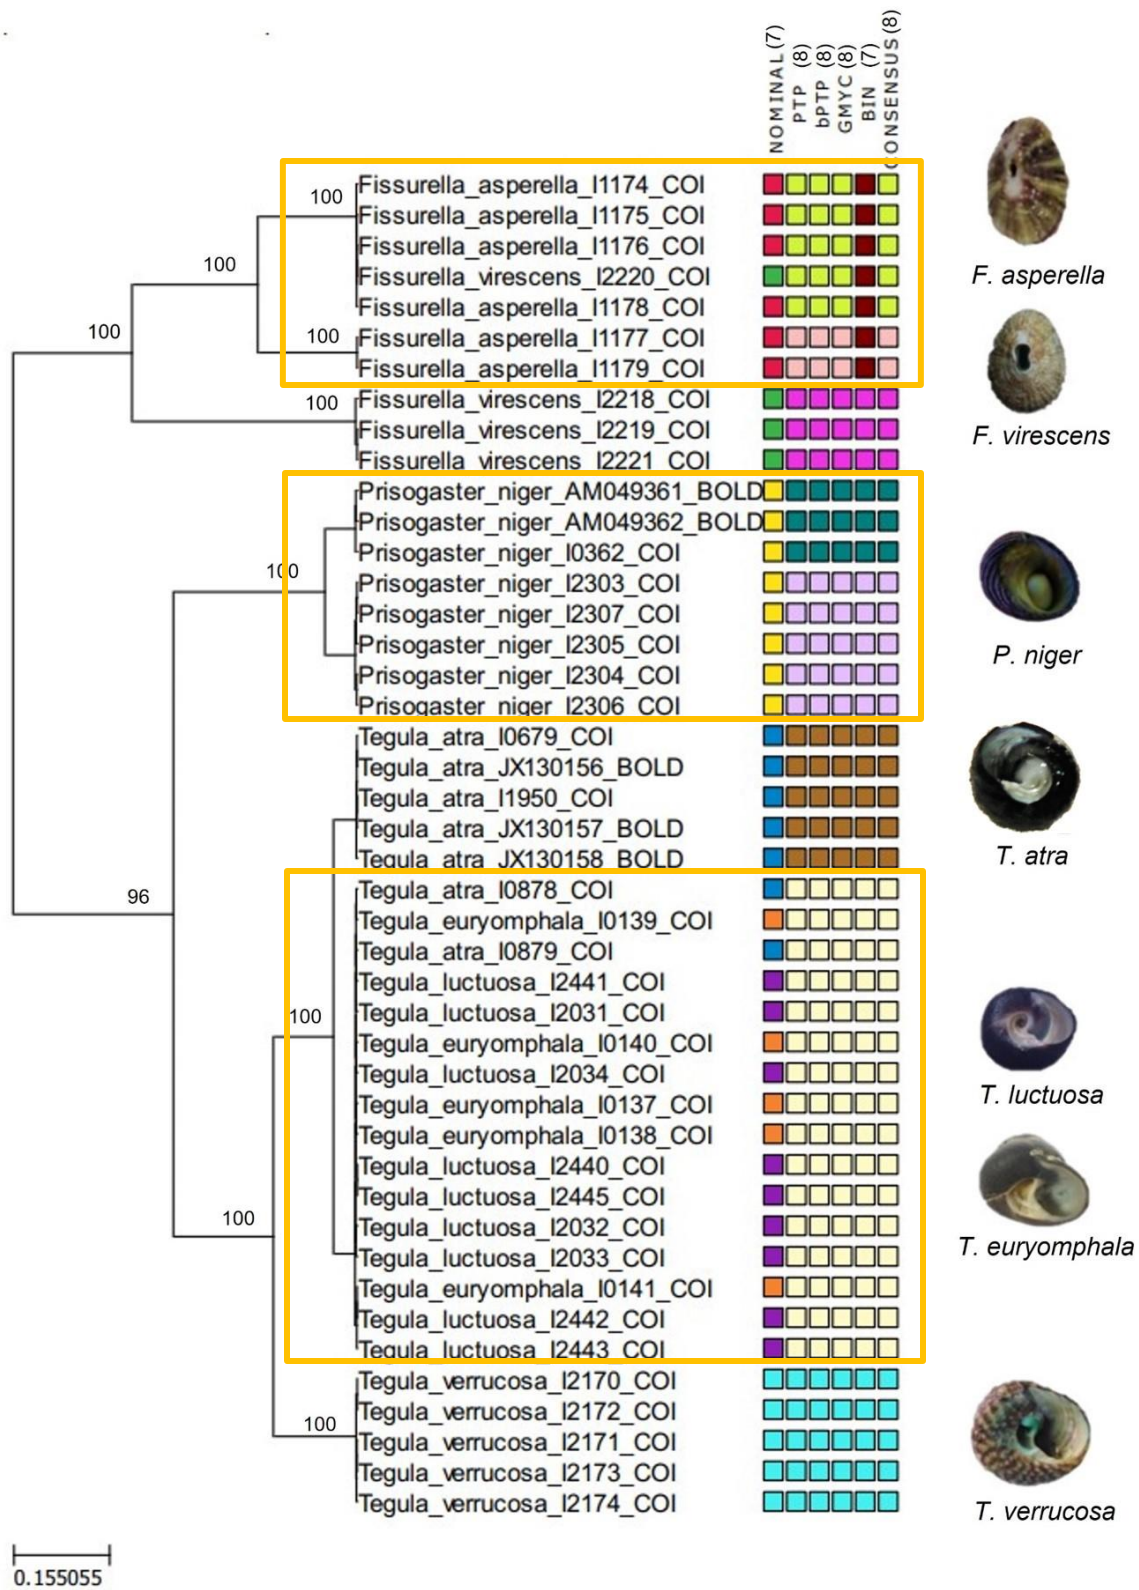 NOMINAL (7)
PTP (8)
bPTP (8)
GMYC (8)
BIN (7)
CONSENSUS (8)
100
Fissurella_asperella_I1174_COI
Fissurella_asperella_I1175_COI
Fissurella_asperella_I1176_COI
100
Fissurella_virescens_I2220_COI
F. asperella
Fissurella_asperella_I1178_COI
100
100
Fissurella_asperella_I1177_COI
Fissurella_asperella_I1179_COI
100
Fissurella_virescens_I2218_COI
Fissurella_virescens_I2219_COI
F. virescens
Fissurella_virescens_I2221_COI
Prisogaster_niger_AM049361_BOLD
Prisogaster_niger_AM049362_BOLD
Prisogaster_niger_I0362_COI
100
Prisogaster_niger_I2303_COI
Prisogaster_niger_I2307_COI
Prisogaster_niger_I2305_COI
P. niger
Prisogaster_niger_I2304_COI
Prisogaster_niger_I2306_COI
Tegula_atra_I0679_COI
Tegula_atra_JX130156_BOLD
Tegula_atra_I1950_COI
Tegula_atra_JX130157_BOLD
Tegula_atra_JX130158_BOLD
T. atra
96
Tegula_atra_I0878_COI
Tegula_euryomphala_I0139_COI
Tegula_atra_I0879_COI
Tegula_luctuosa_I2441_COI
100
Tegula_luctuosa_I2031_COI
Tegula_euryomphala_I0140_COI
Tegula_luctuosa_I2034_COI
T. luctuosa
Tegula_euryomphala_I0137_COI
Tegula_euryomphala_I0138_COI
Tegula_luctuosa_I2440_COI
Tegula_luctuosa_I2445_COI
100
Tegula_luctuosa_I2032_COI
T. euryomphala
Tegula_luctuosa_I2033_COI
Tegula_euryomphala_I0141_COI
Tegula_luctuosa_I2442_COI
Tegula_luctuosa_I2443_COI
Tegula_verrucosa_I2170_COI
Tegula_verrucosa_I2172_COI
100
Tegula_verrucosa_I2171_COI
Tegula_verrucosa_I2173_COI
Tegula_verrucosa_I2174_COI
T. verrucosa
0.155055